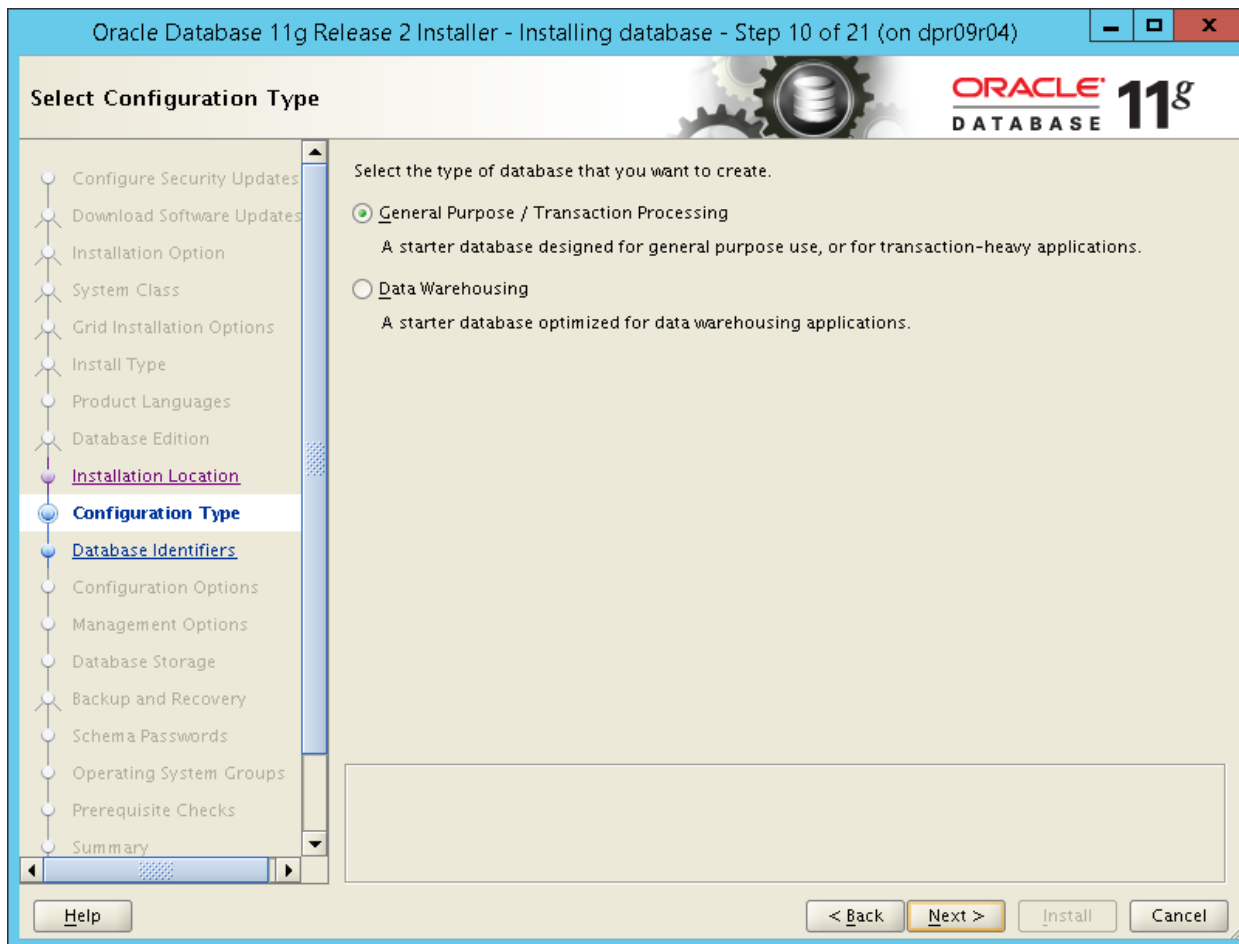 Oracle Database 11g Release 2 Installer - Installing database - Step 10 of 21 (on dpr09r04)
Select Configuration Type
ORACLE
DATABASE
11g
Configure Security Updates
Download Software Updates
Installation Option
System Class
Grid Installation Options
Install Type
Product Languages
Database Edition
Installation Location
Configuration Type
Database Identifiers
Configuration Options
Management Options
Database Storage
Backup and Recovery
Schema Passwords
Operating System Groups
Prerequisite Checks
Summary
Select the type of database that you want to create.
General Purpose / Transaction Processing
A starter database designed for general purpose use, or for transaction-heavy applications.
Data Warehousing
A starter database optimized for data warehousing applications.
Help
< Back
Next >
Install
Cancel